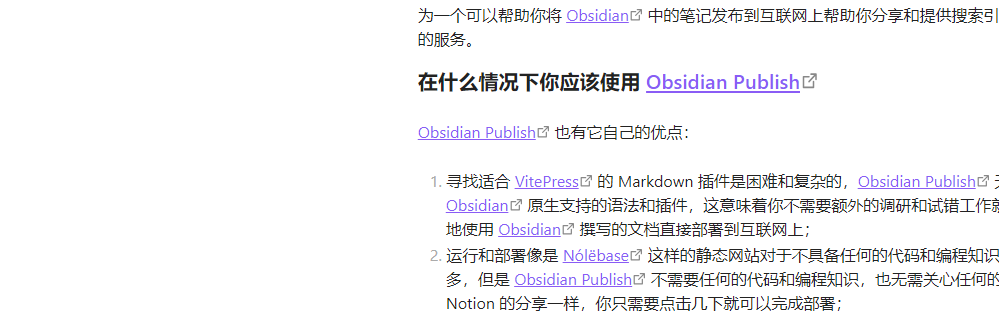 为一个可以帮助你将 Obsidian 中的笔记发布到互联网上帮助你分享和提供搜索引
的服务。
在什么情况下你应该使用 Obsidian Publish
Obsidian Publish 也有它自己的优点：
1. 寻找适合 VitePress 的 Markdown 插件是困难和复杂的，Obsidian Publish
Obsidian 原生支持的语法和插件，这意味着你不需要额外的调研和试错工作就
地使用 Obsidian 撰写的文档直接部署到互联网上；
2. 运行和部署像是 Nólëbase 这样的静态网站对于不具备任何的代码和编程知识
多，但是 Obsidian Publish 不需要任何的代码和编程知识，也无需关心任何的
Notion 的分享一样，你只需要点击几下就可以完成部署；